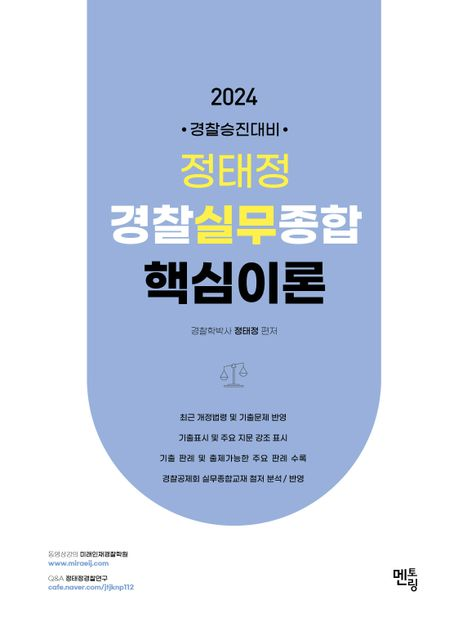 2024
•경찰승진대비•
정태정
경찰실무종합
핵심이론
경찰학박사 정태정 편저
최근 개정법령 및 기출문제 반영
기출표시 및 주요 지문 강조 표시
기출 판례 및 출제가능한 주요 판례 수록
경찰공제회 실무종합교재 철저 분석 / 반영
동영상강의 미래인재경찰학원
www.miraeij.com
Q&A 정태정경찰연구
cafe.naver.com/jtjknp112
멘토링